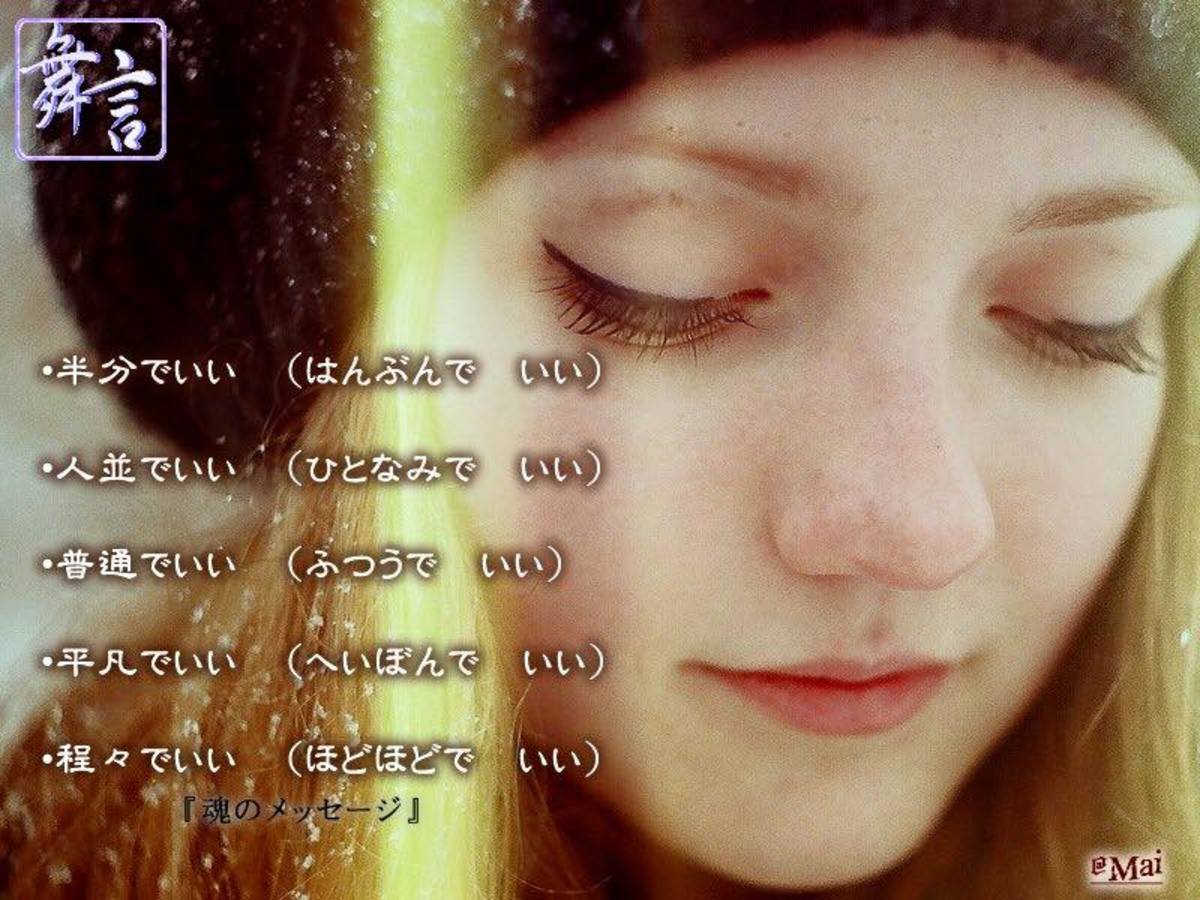 舞言
・半分でいい （はんぶんで　いい）
・人並でいい （ひとなみで　いい）
・普通でいい （ふつうで　いい）
・平凡でいい （へいぼんで　いい）
・程々でいい （ほどほどで　いい）
『魂のメッセージ』
@Mai